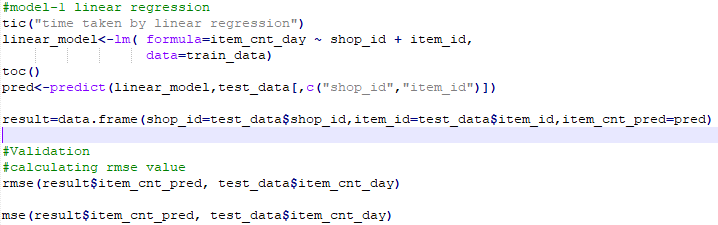 #model-1 linear regression
tic("time taken by linear regression")
linear_model<-lm( formula=item_cnt_day ~ shop_id + item_id,
data=train_data)
toc()
pred<-predict(linear_model,test_data[,c("shop_id","item_id")])
result=data.frame(shop_id=test_data$shop_id,item_id=test_data$item_id,item_cnt_pred=pred)
#Validation
#calculating rmse value
rmse(result$item_cnt_pred, test_data$item_cnt_day)
mse(result$item_cnt_pred, test_data$item_cnt_day)